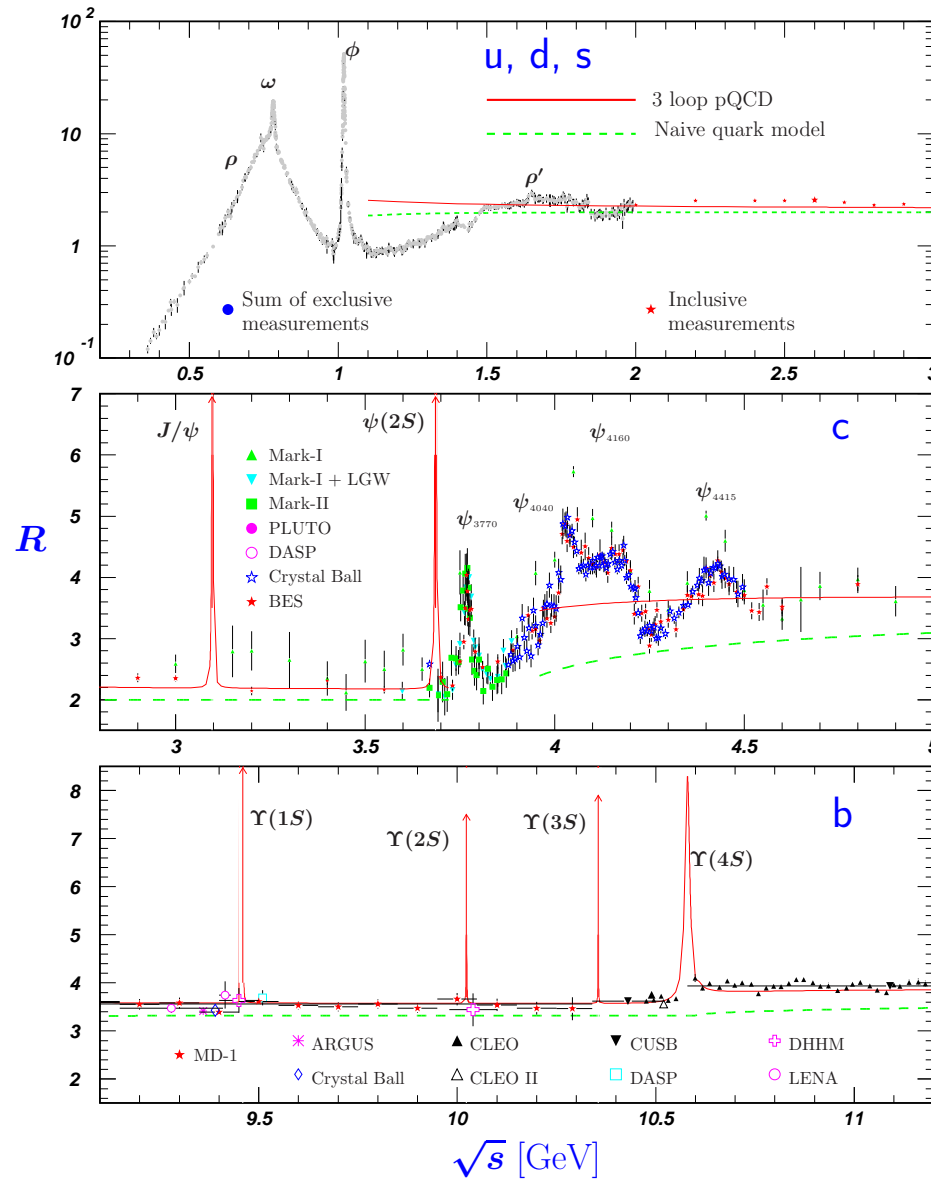 10²
u, d, s
ϕ
ω
3 loop pQCD
10
Naive quark model
ρ
ρ′
1
Sum of exclusive
measurements
Inclusive
measurements
10⁻¹
0.5 1 1.5 2 2.5 3
7
J/ψ ψ(2S) ψ₄₁₆₀ c
6
Mark-I
Mark-I + LGW
Mark-II
PLUTO
DASP
Crystal Ball
BES
ψ₃₇₇₀ ψ₄₀₄₀ ψ₄₄₁₅
5
R
4
3
2
3 3.5 4 4.5 5
8
b
ϒ(1S)
ϒ(2S)
ϒ(3S)
ϒ(4S)
7
6
5
4
3
2
MD-1 ARGUS CLEO CUSB DHHM
Crystal Ball CLEO II DASP LENA
9.5 10 10.5 11
√s [GeV]